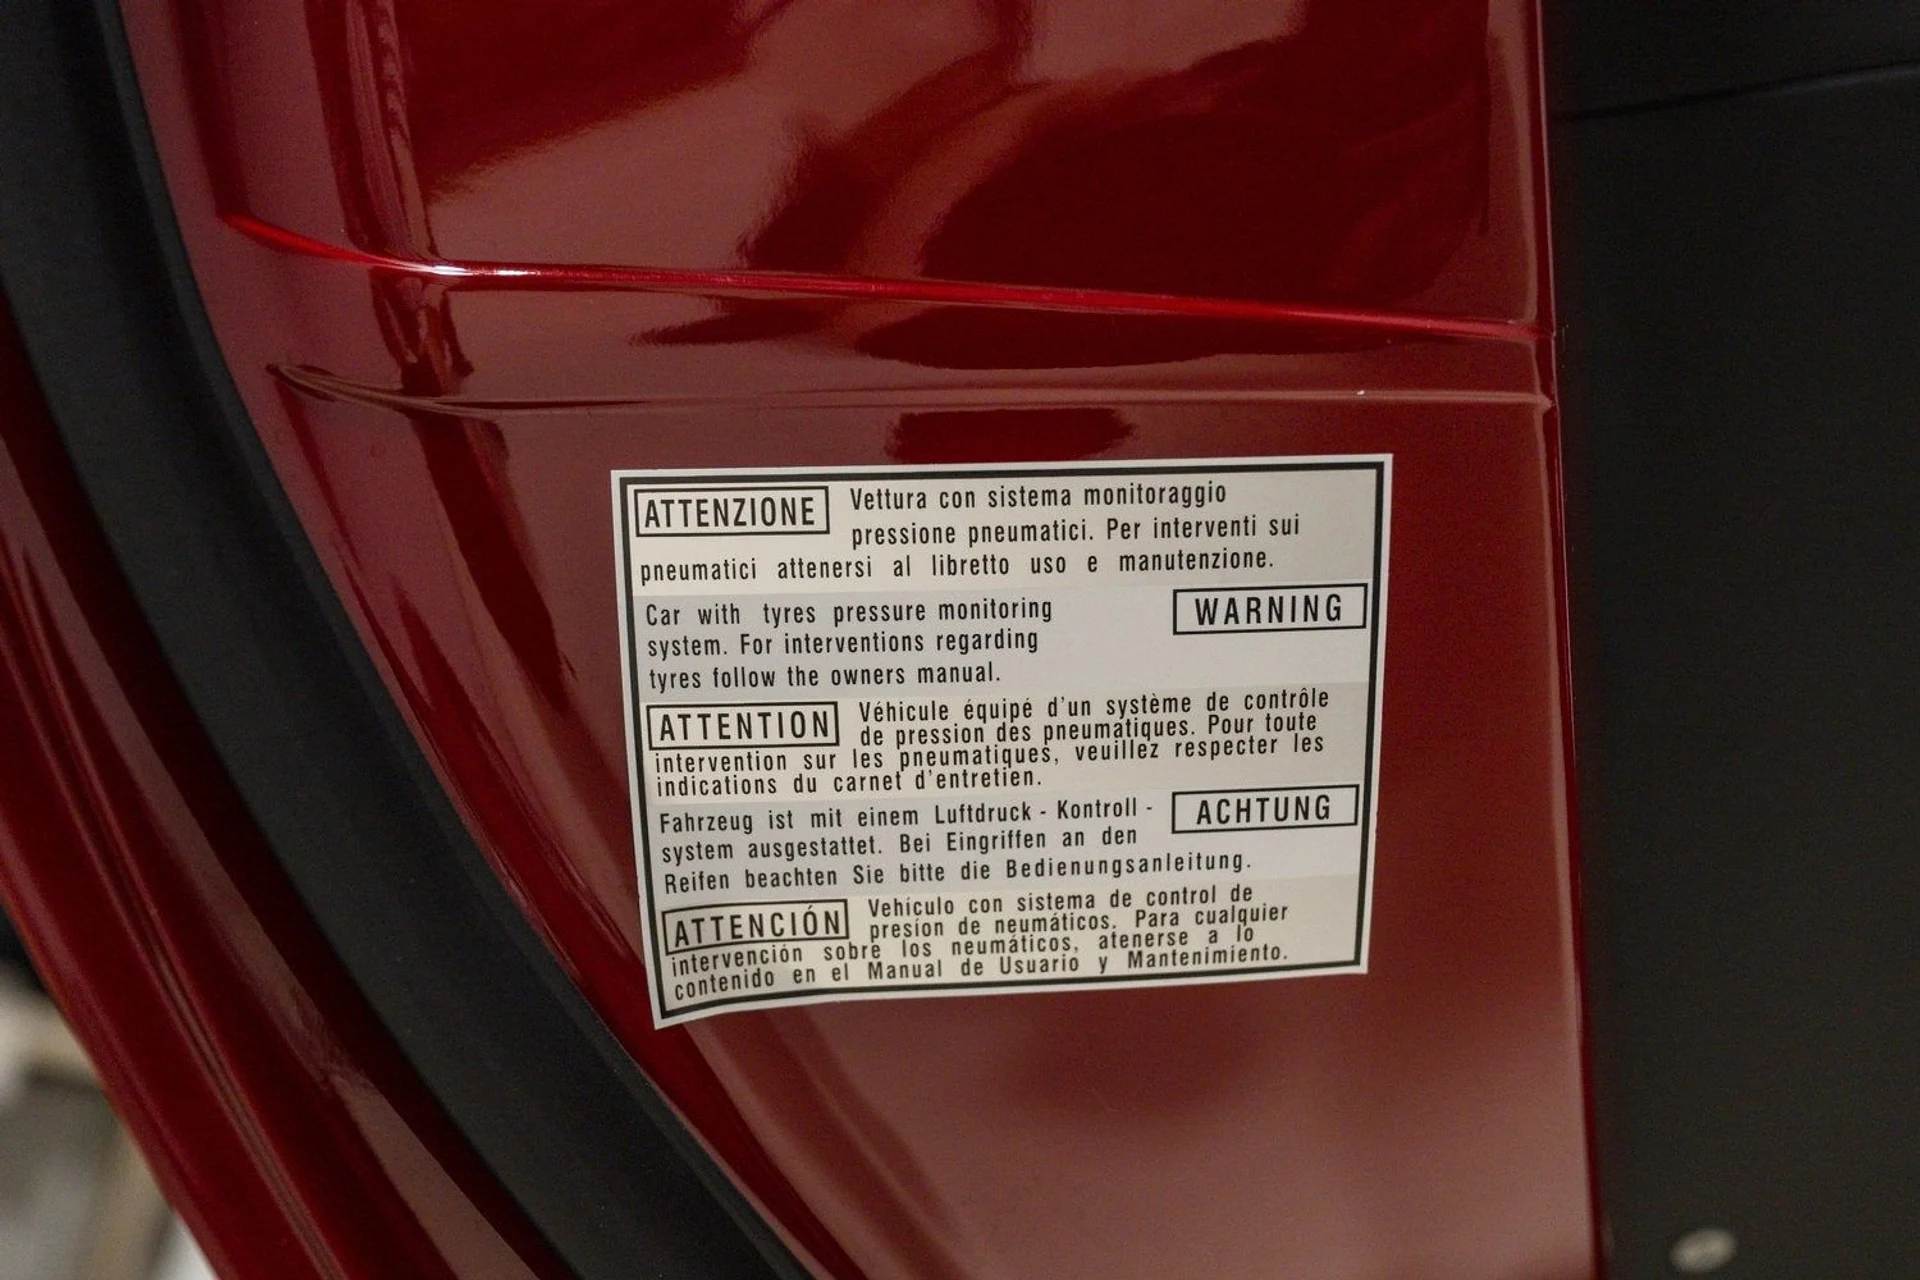 ATTENZIONE Vettura con sistema monitoraggio
pressione pneumatici. Per interventi sui
pneumatici attenersi al libretto uso e manutenzione.
Car with tyres pressure monitoring WARNING
system. For interventions regarding
tyres follow the owners manual.
ATTENTION Véhicule équipé d'un système de contrôle
de pression des pneumatiques. Pour toute
intervention sur les pneumatiques, veuillez respecter les
indications du carnet d'entretien.
Fahrzeug ist mit einem Luftdruck - Kontroll - ACHTUNG
system ausgestattet. Bei Eingriffen an den
Reifen beachten Sie bitte die Bedienungsanleitung.
ATENCIÓN Vehículo con sistema de control de
presíon de neumáticos. Para cualquier
intervención sobre los neumáticos, atenerse a lo
contenido en el Manual de Usuario y Mantenimiento.